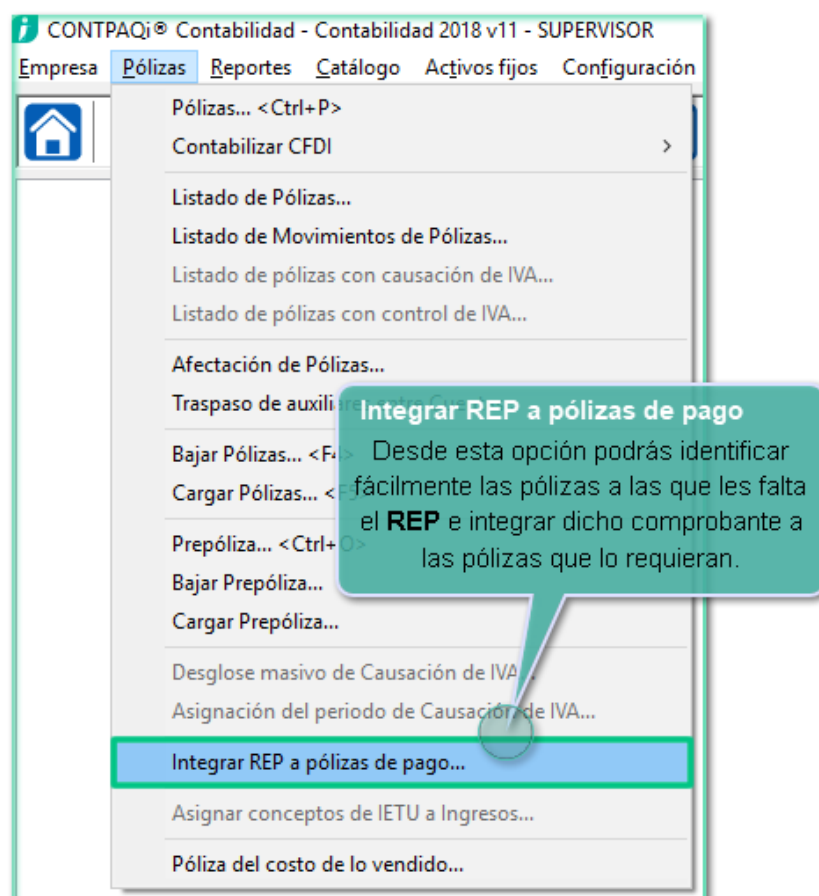 CONTPAQi® Contabilidad - Contabilidad 2018 v11 - SUPERVISOR
Empresa Pólizas Reportes Catálogo Activos fijos Configuración
Pólizas... <Ctrl+P>
Contabilizar CFDI >
Listado de Pólizas...
Listado de Movimientos de Pólizas...
Listado de pólizas con causación de IVA...
Listado de pólizas con control de IVA...
Afectación de Pólizas...
Traspaso de auxiliares entre
Bajar Pólizas... <F4>
Cargar Pólizas... <F5>
Prepóliza... <Ctrl+O>
Bajar Prepóliza...
Cargar Prepóliza...
Desglose masivo de Causación de IVA...
Asignación del periodo de Causación de IVA...
Integrar REP a pólizas de pago...
Asignar conceptos de IETU a Ingresos...
Póliza del costo de lo vendido...
Integrar REP a pólizas de pago
Desde esta opción podrás identificar
fácilmente las pólizas a las que les falta
el REP e integrar dicho comprobante a
las pólizas que lo requieran.